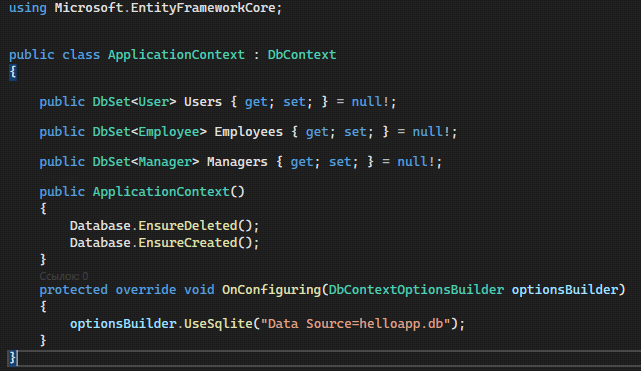 using Microsoft.EntityFrameworkCore;
public class ApplicationContext : DbContext
{
public DbSet<User> Users { get; set; } = null!;
public DbSet<Employee> Employees { get; set; } = null!;
public DbSet<Manager> Managers { get; set; } = null!;
public ApplicationContext()
{
Database.EnsureDeleted();
Database.EnsureCreated();
}
Ссылок: 0
protected override void OnConfiguring(DbContextOptionsBuilder optionsBuilder)
{
optionsBuilder.UseSqlite("Data Source=helloapp.db");
}
}